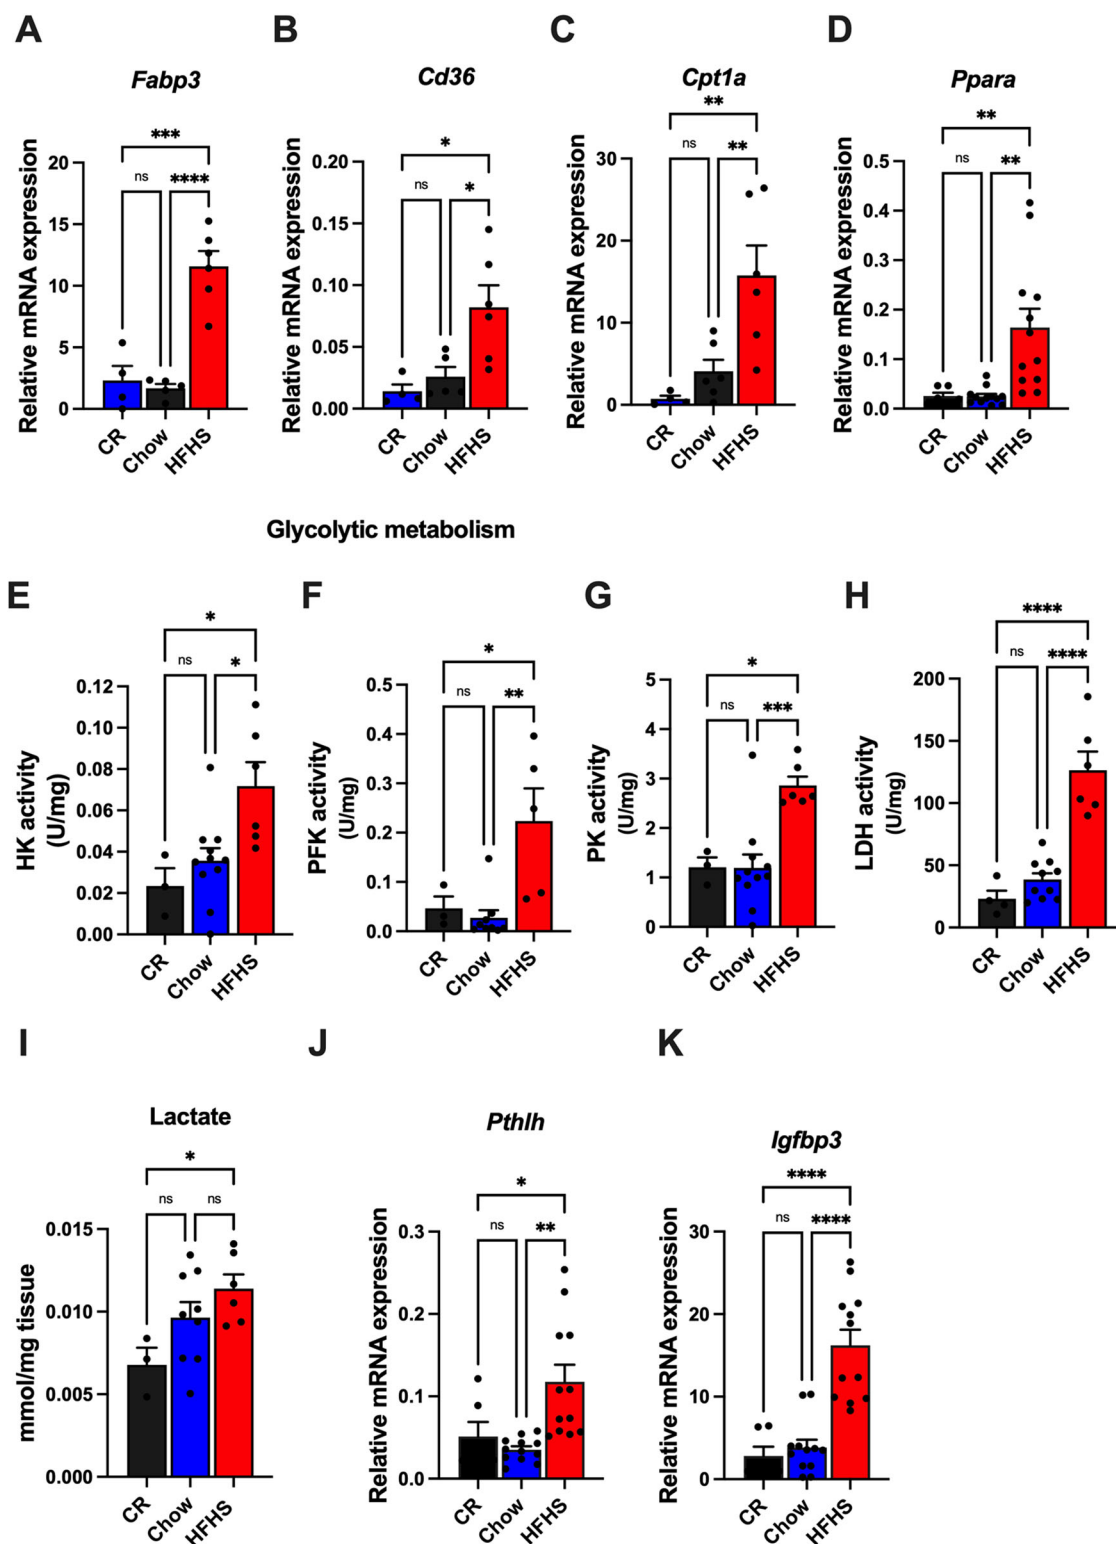 A
B
C
D
Fabp3
Cd36
Cpt1a
Ppara
Relative mRNA expression
20
15
10
5
0
***
ns
****
CR
Chow
HFHS
Relative mRNA expression
0.20
0.15
0.10
0.05
0.00
*
ns
*
CR
Chow
HFHS
Relative mRNA expression
30
20
10
0
**
ns
**
CR
Chow
HFHS
Relative mRNA expression
0.5
0.4
0.3
0.2
0.1
0.0
**
ns
**
CR
Chow
HFHS
Glycolytic metabolism
E
F
G
H
HK activity
(U/mg)
0.12
0.10
0.08
0.06
0.04
0.02
0.00
*
ns
*
CR
Chow
HFHS
PFK activity
(U/mg)
0.5
0.4
0.3
0.2
0.1
0.0
*
ns
**
CR
Chow
HFHS
PK activity
(U/mg)
5
4
3
2
1
0
*
ns
***
CR
Chow
HFHS
LDH activity
(U/mg)
200
150
100
50
0
****
ns
****
CR
Chow
HFHS
I
J
K
Lactate
Pthlh
Igfbp3
mmol/mg tissue
0.015
0.010
0.005
0.000
*
ns
ns
CR
Chow
HFHS
Relative mRNA expression
0.3
0.2
0.1
0.0
*
ns
**
CR
Chow
HFHS
Relative mRNA expression
30
20
10
0
****
ns
****
CR
Chow
HFHS